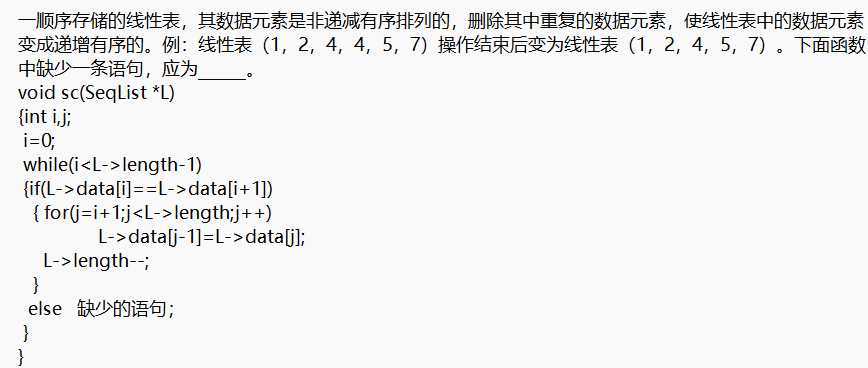 一顺序存储的线性表，其数据元素是非递减有序排列的，删除其中重复的数据元素，使线性表中的数据元素
变成递增有序的。例：线性表（1，2，4，4，5，7）操作结束后变为线性表（1，2，4，5，7）。下面函数
中缺少一条语句，应为______。
void sc(SeqList *L)
{int i,j;
i=0;
while(i<L->length-1)
{if(L->data[i]==L->data[i+1])
{ for(j=i+1;j<L->length;j++)
L->data[j-1]=L->data[j];
L->length--;
}
else 缺少的语句；
}
}